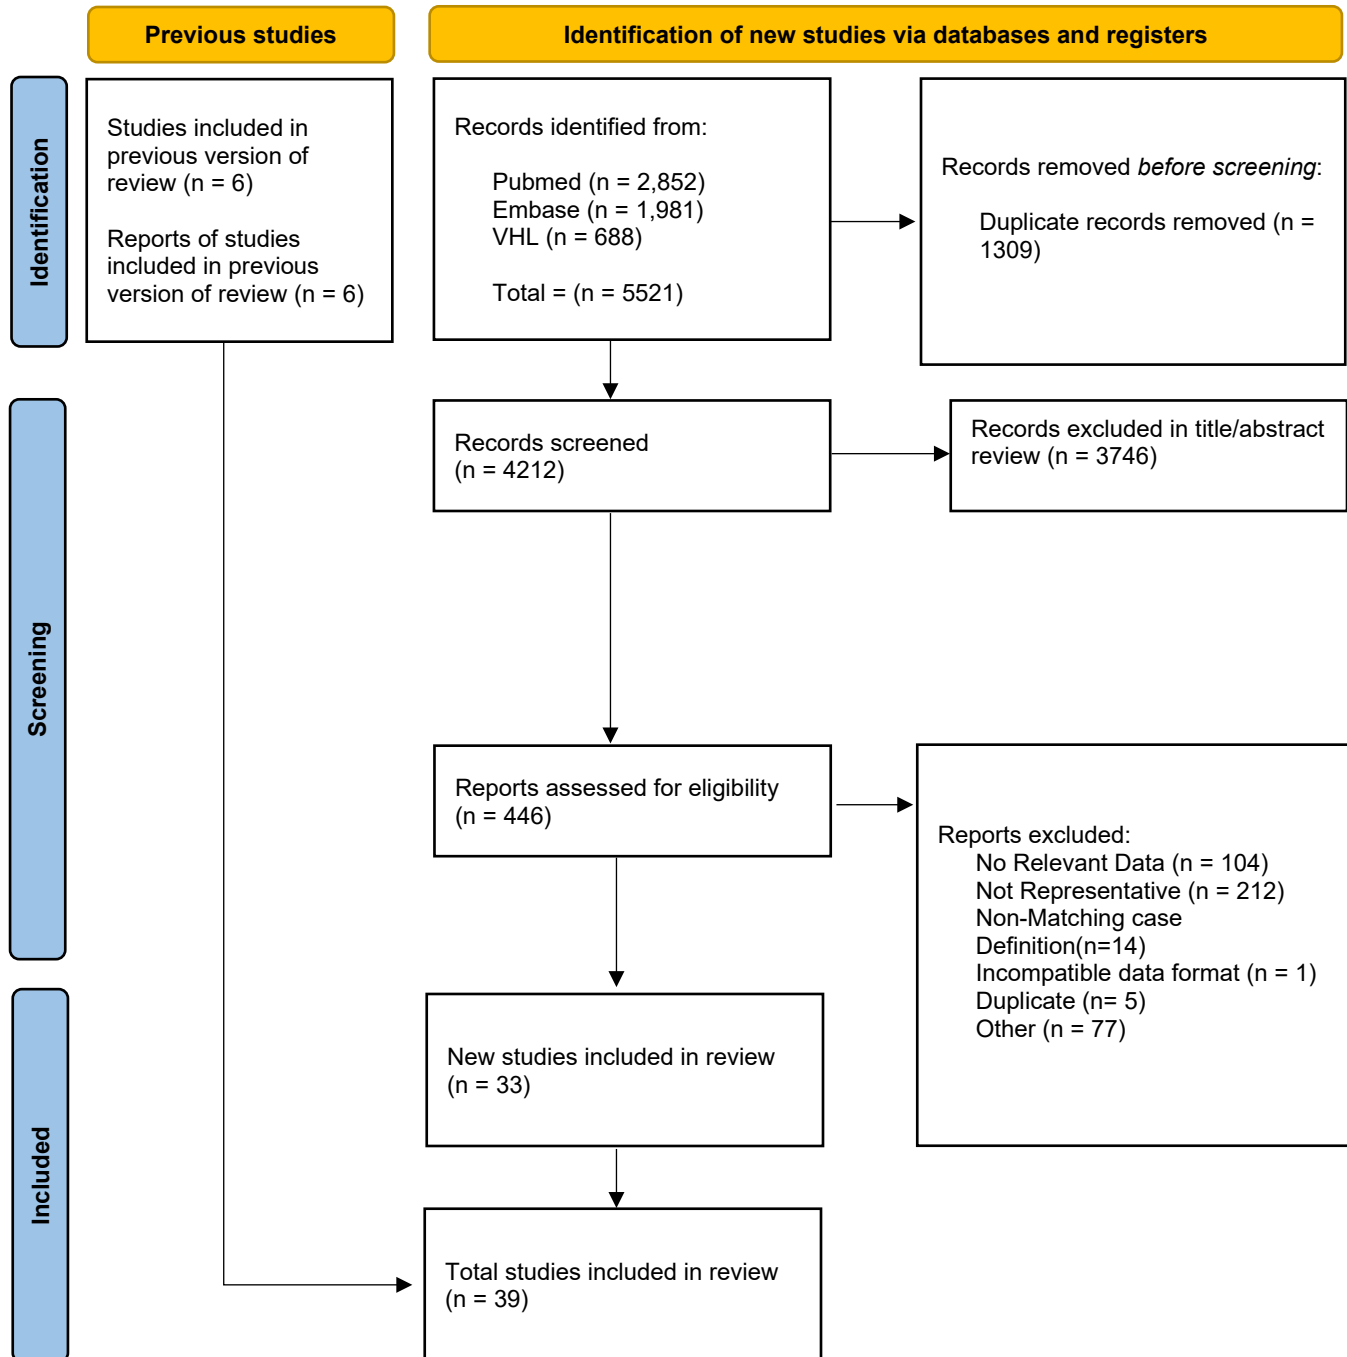 Previous studies
Identification of new studies via databases and registers
Identification
Studies included in
previous version of
review (n = 6)
Reports of studies
included in previous
version of review (n = 6)
Records identified from:
Pubmed (n = 2,852)
Embase (n = 1,981)
VHL (n = 688)
Total = (n = 5521)
Records removed before screening:
Duplicate records removed (n =
1309)
Screening
Records screened
(n = 4212)
Records excluded in title/abstract
review (n = 3746)
Reports assessed for eligibility
(n = 446)
Reports excluded:
No Relevant Data (n = 104)
Not Representative (n = 212)
Non-Matching case
Definition(n=14)
Incompatible data format (n = 1)
Duplicate (n= 5)
Other (n = 77)
Included
New studies included in review
(n = 33)
Total studies included in review
(n = 39)